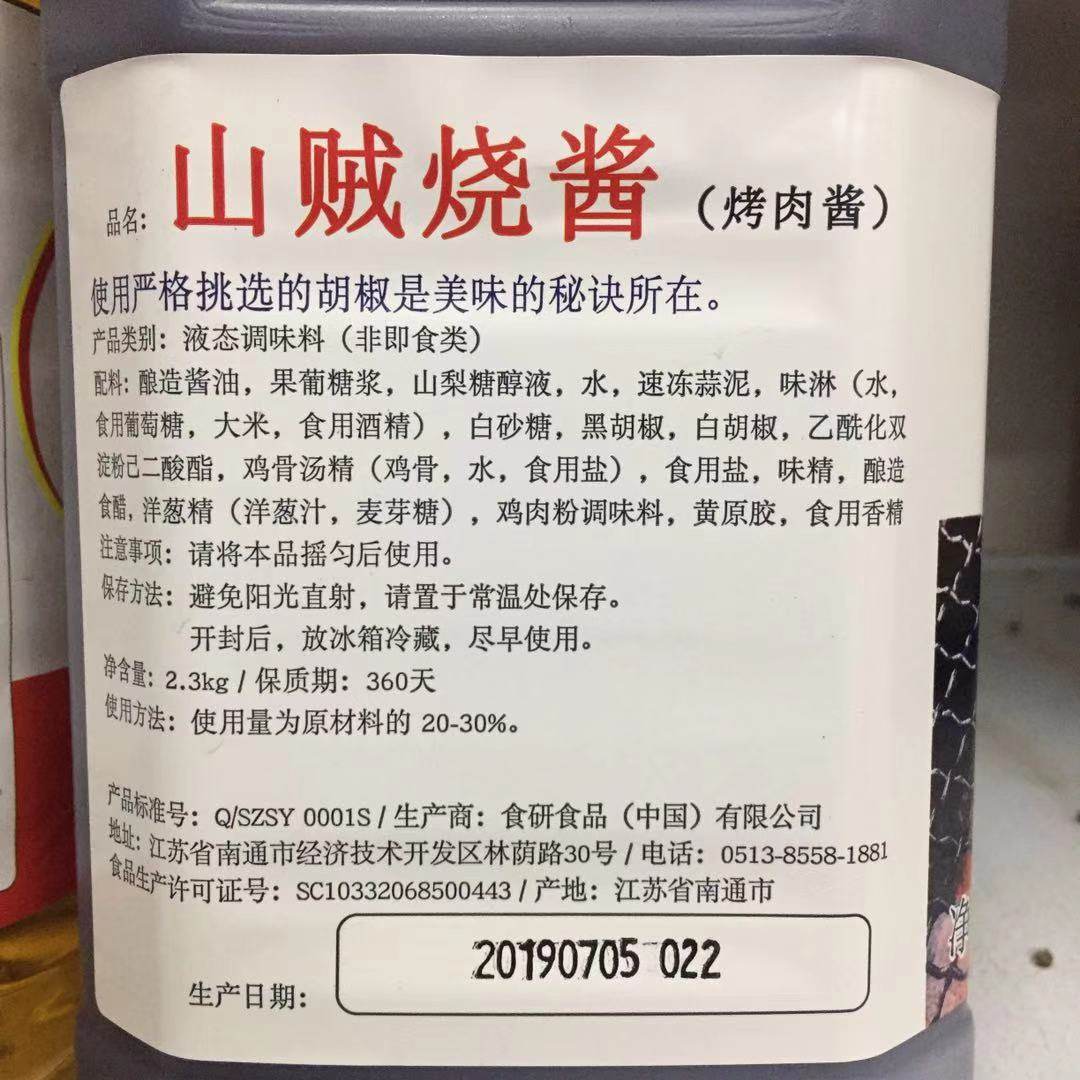 品名：山贼烧酱（烤肉酱）
使用严格挑选的胡椒是美味的秘诀所在。
产品类别：液态调味料（非即食类）
配料：酿造酱油，果葡糖浆，山梨糖醇液，水，速冻蒜泥，味淋（水，
食用葡萄糖，大米，食用酒精），白砂糖，黑胡椒，白胡椒，乙酰化双
淀粉己二酸酯，鸡骨汤精（鸡骨，水，食用盐），食用盐，味精，酿造
食醋，洋葱精（洋葱汁，麦芽糖），鸡肉粉调味料，黄原胶，食用香精
注意事项：请将本品摇匀后使用。
保存方法：避免阳光直射，请置于常温处保存。
开封后，放冰箱冷藏，尽早使用。
净含量：2.3kg / 保质期：360天
使用方法：使用量为原材料的 20-30%。
产品标准号：Q/SZSY 0001S / 生产商：食研食品（中国）有限公司
地址：江苏省南通市经济技术开发区林荫路30号 / 电话：0513-8558-1881
食品生产许可证号：SC10332068500443 / 产地：江苏省南通市
生产日期：20190705 022
净